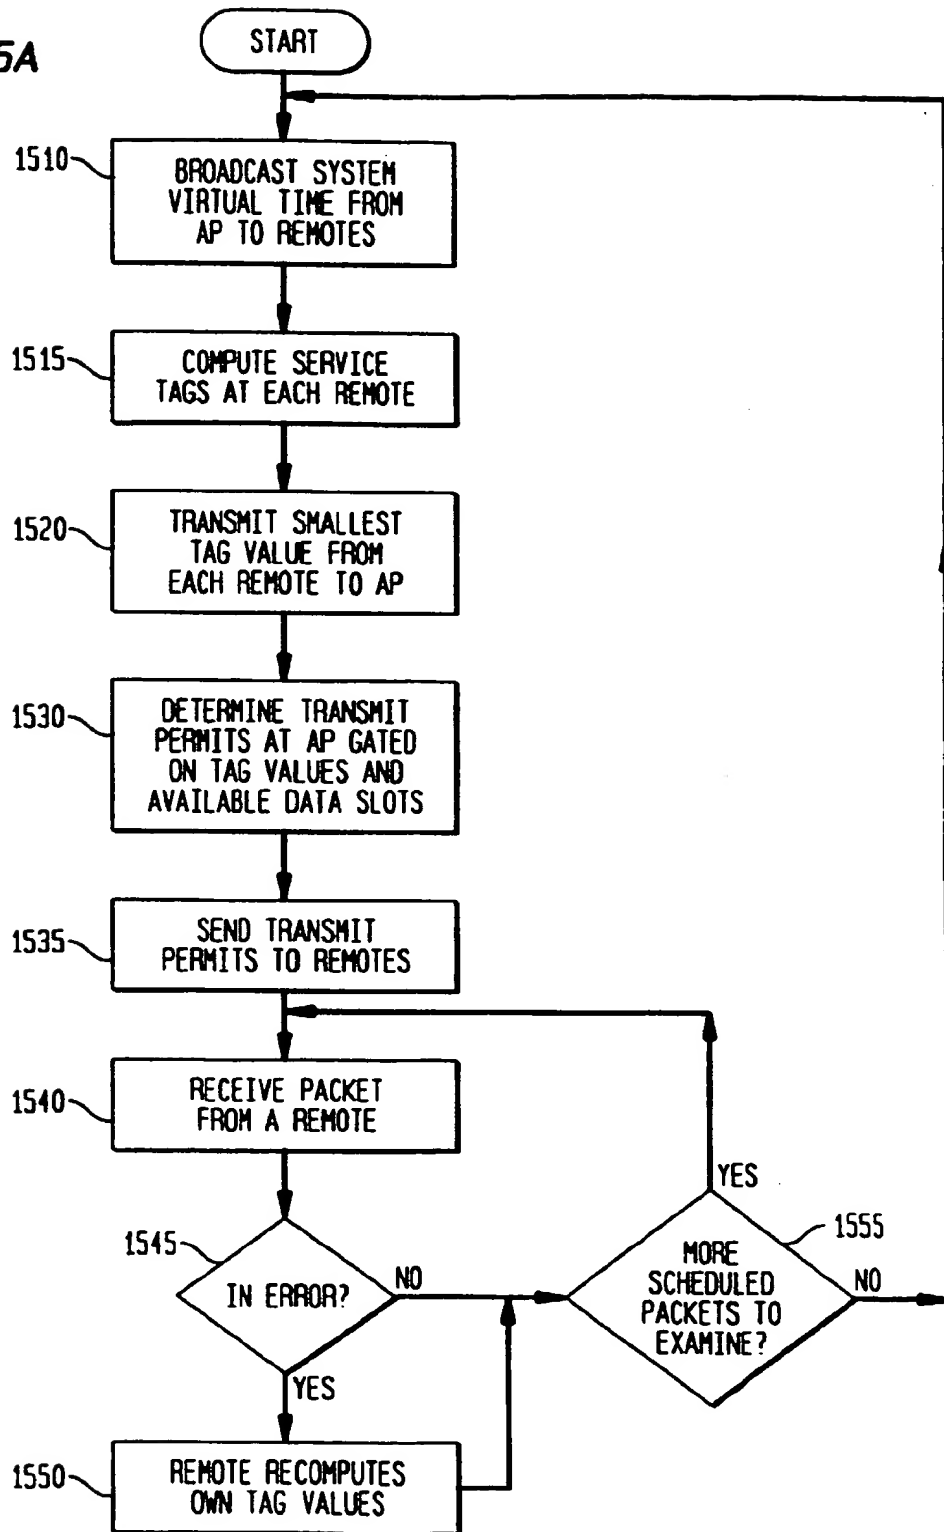 5A
START
1510
BROADCAST SYSTEM
VIRTUAL TIME FROM
AP TO REMOTES
1515
COMPUTE SERVICE
TAGS AT EACH REMOTE
1520
TRANSMIT SMALLEST
TAG VALUE FROM
EACH REMOTE TO AP
1530
DETERMINE TRANSMIT
PERMITS AT AP GATED
ON TAG VALUES AND
AVAILABLE DATA SLOTS
1535
SEND TRANSMIT
PERMITS TO REMOTES
1540
RECEIVE PACKET
FROM A REMOTE
YES
1545
IN ERROR?
NO
1555
MORE
SCHEDULED
PACKETS TO
EXAMINE?
NO
YES
1550
REMOTE RECOMPUTES
OWN TAG VALUES